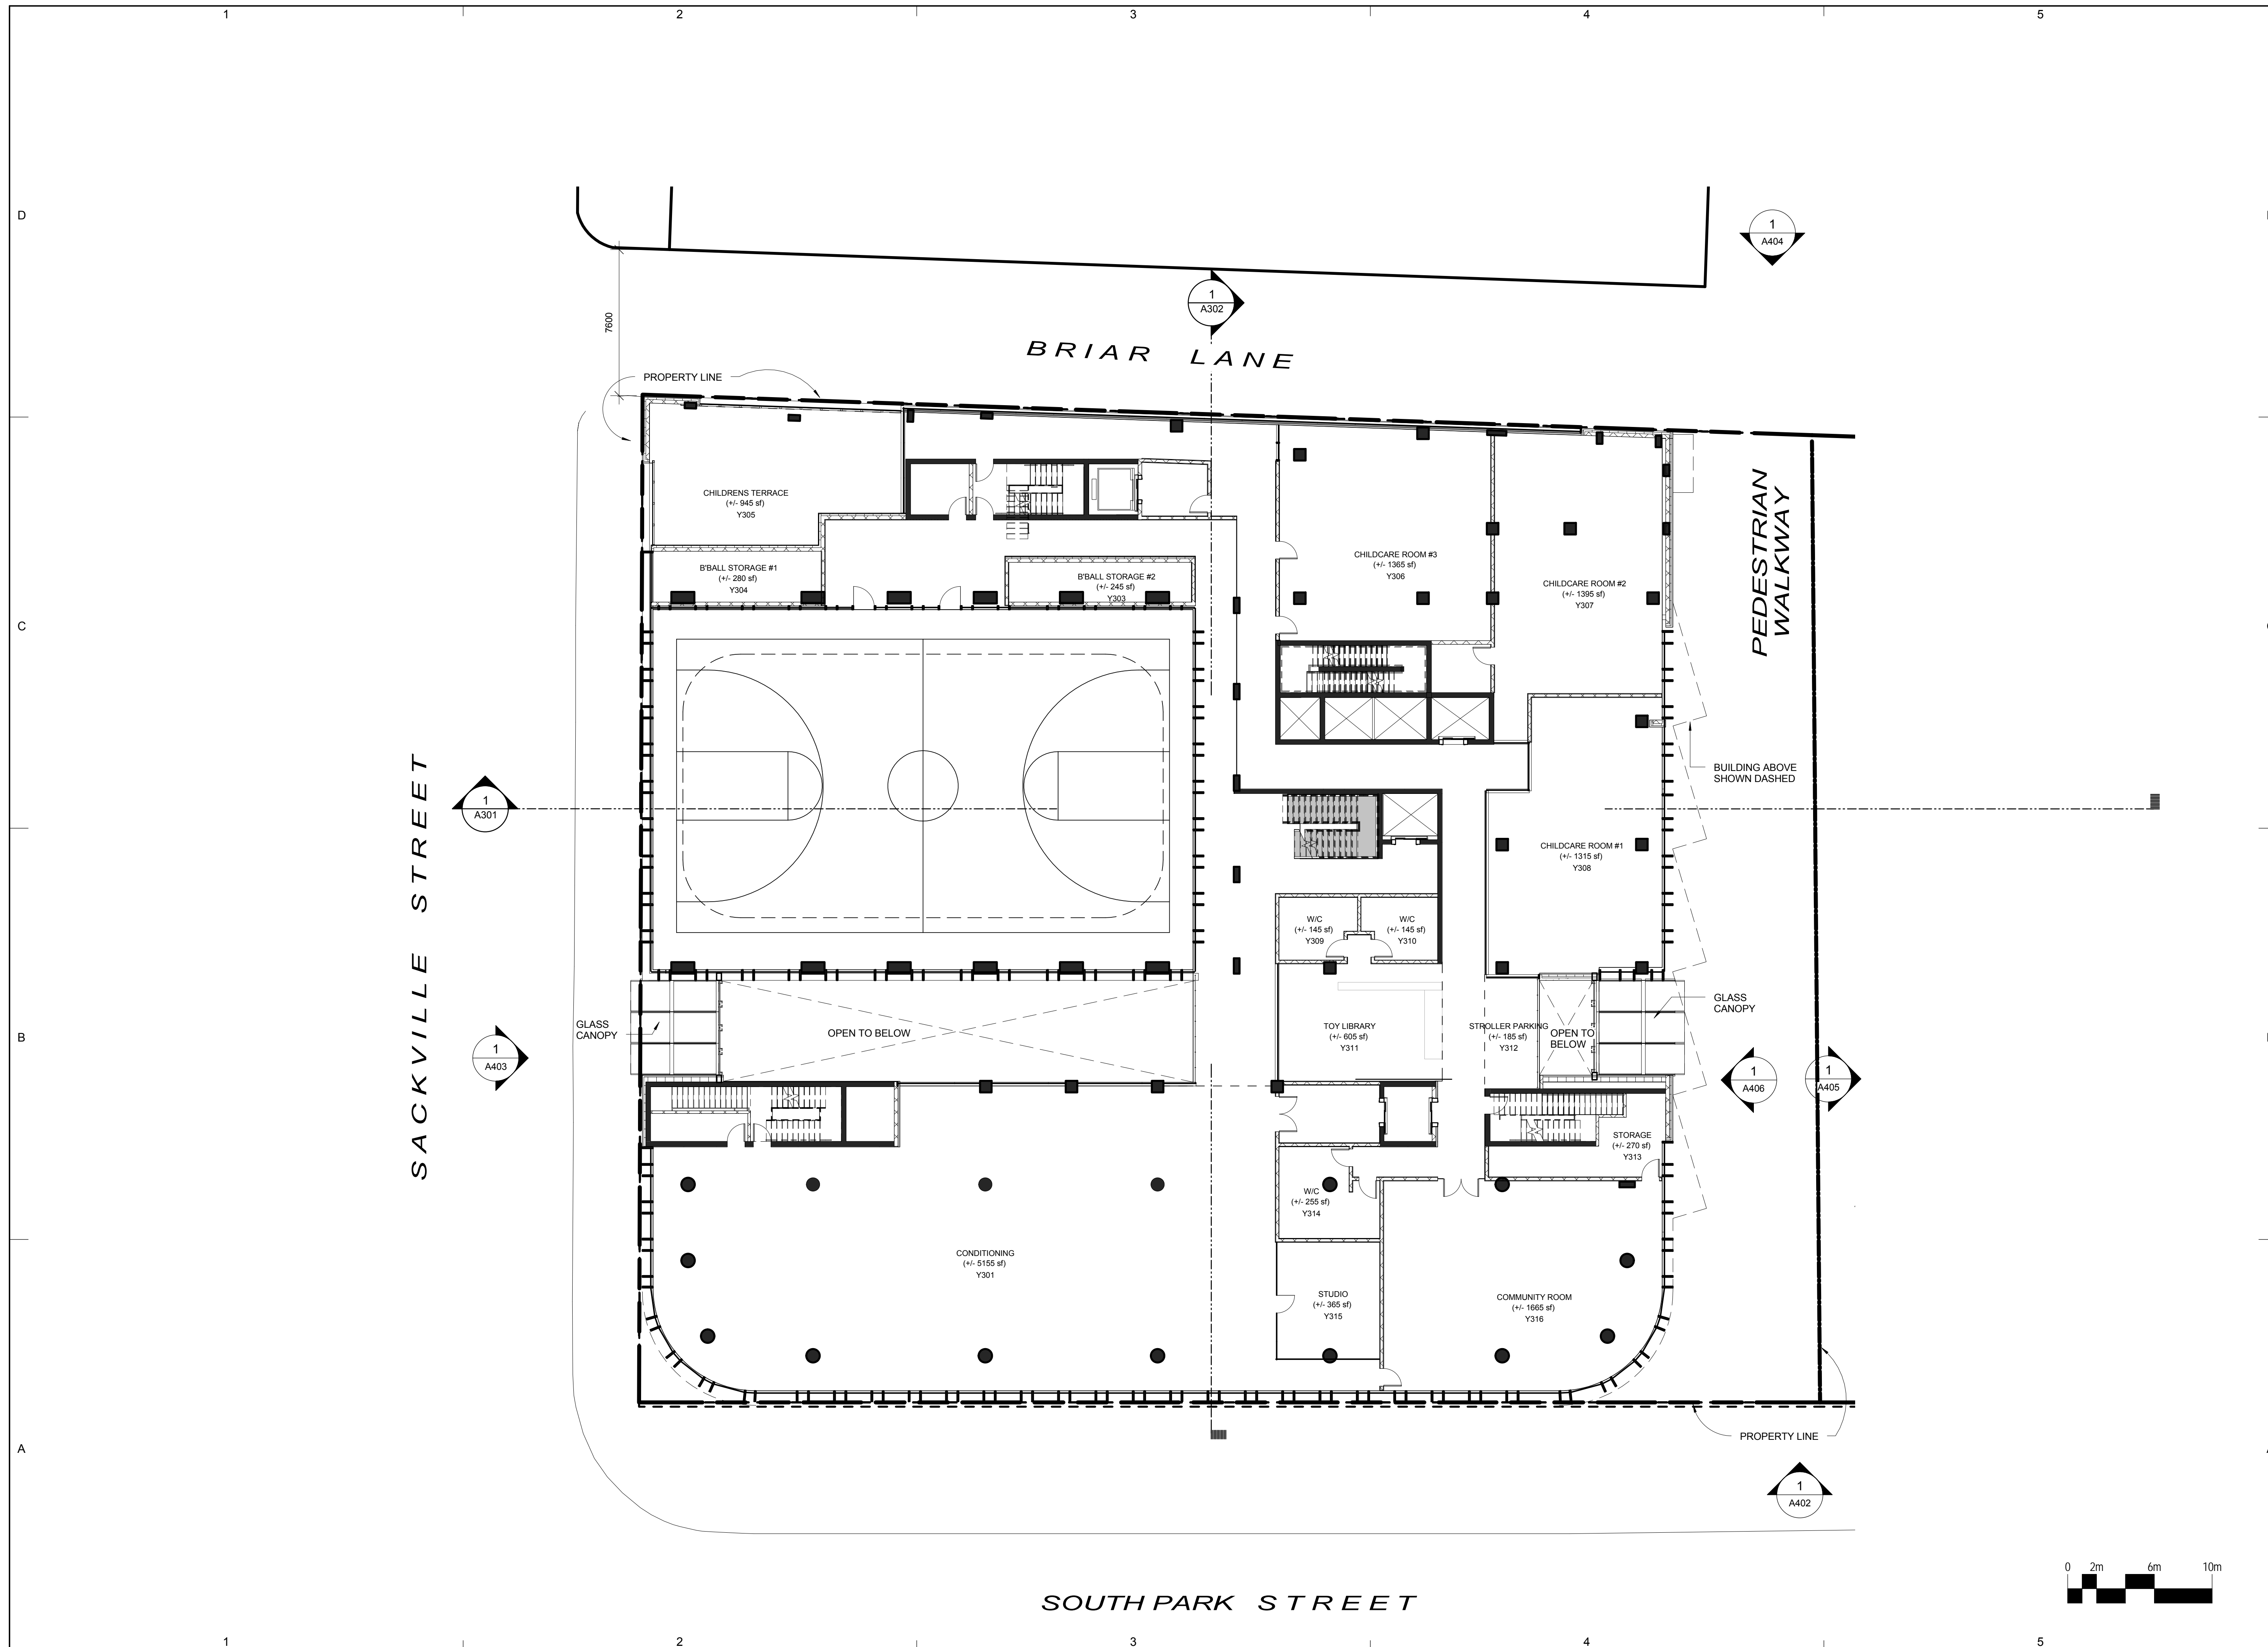 1
2
3
4
5
D
C
B
A
1
A404
1
A302
7600
BRIAR LANE
PROPERTY LINE
CHILDRENS TERRACE
(+/- 945 sf)
Y305
PEDESTRIAN
WALKWAY
CHILDCARE ROOM #3
(+/- 1365 sf)
Y306
B'BALL STORAGE #1
(+/- 280 sf)
Y304
B'BALL STORAGE #2
(+/- 245 sf)
Y303
CHILDCARE ROOM #2
(+/- 1395 sf)
Y307
BUILDING ABOVE
SHOWN DASHED
SACKVILLE STREET
1
A301
CHILDCARE ROOM #1
(+/- 1315 sf)
Y308
W/C
(+/- 145 sf)
Y309
W/C
(+/- 145 sf)
Y310
GLASS
CANOPY
OPEN TO BELOW
TOY LIBRARY
(+/- 605 sf)
Y311
STROLLER PARKING
(+/- 185 sf)
Y312
OPEN TO
BELOW
GLASS
CANOPY
1
A403
1
A406
1
A405
STORAGE
(+/- 270 sf)
Y313
W/C
(+/- 255 sf)
Y314
CONDITIONING
(+/- 5155 sf)
Y301
STUDIO
(+/- 365 sf)
Y315
COMMUNITY ROOM
(+/- 1665 sf)
Y316
PROPERTY LINE
1
A402
0 2m 6m 10m
SOUTH PARK STREET
1
2
3
4
5